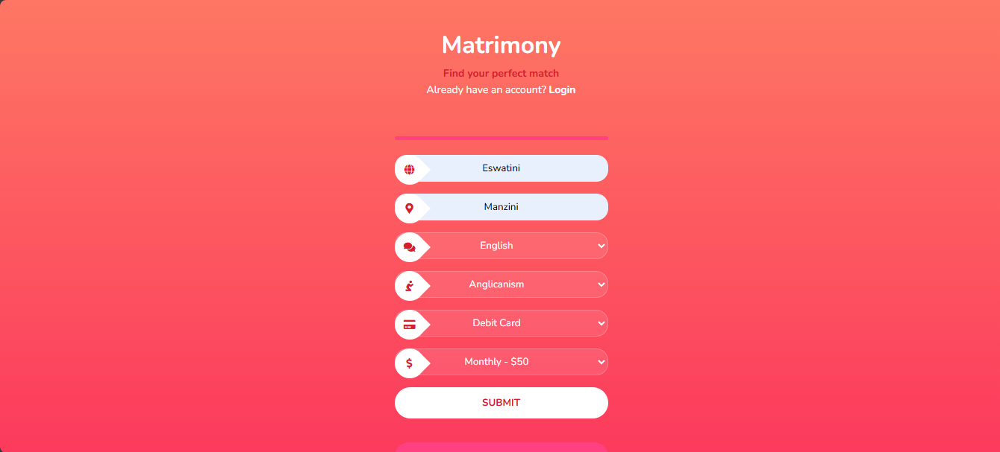 Matrimony
Find your perfect match
Already have an account? Login
Eswatini
Manzini
English
Anglicanism
Debit Card
Monthly - $50
SUBMIT